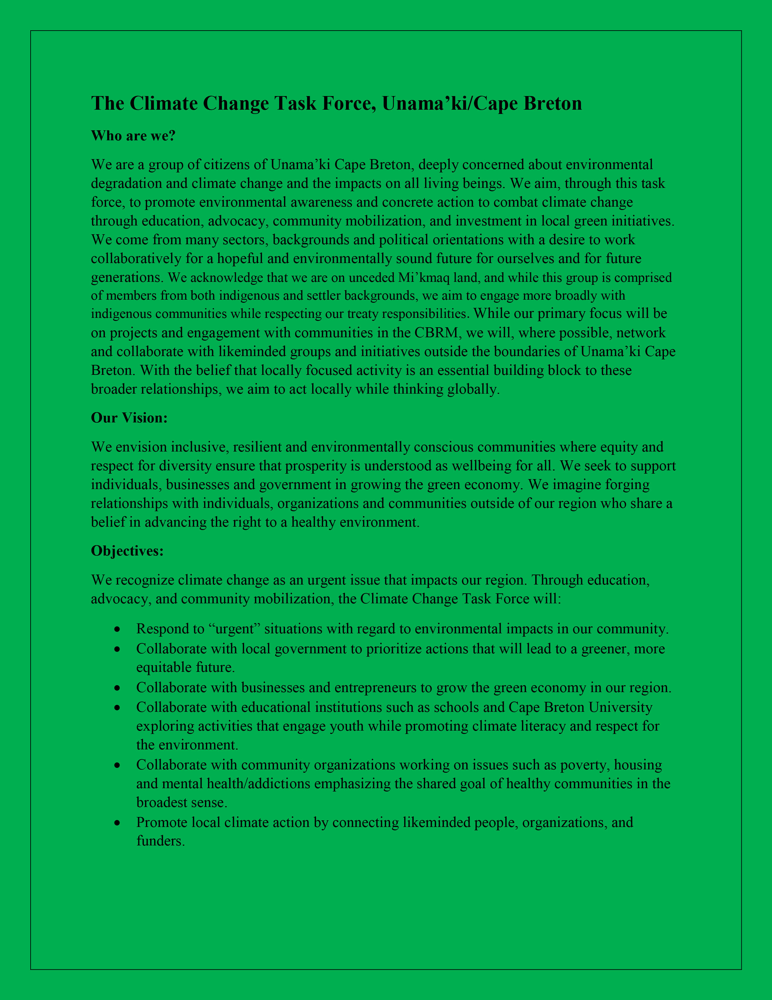 The Climate Change Task Force, Unama’ki/Cape Breton
Who are we?
We are a group of citizens of Unama’ki Cape Breton, deeply concerned about environmental
degradation and climate change and the impacts on all living beings. We aim, through this task
force, to promote environmental awareness and concrete action to combat climate change
through education, advocacy, community mobilization, and investment in local green initiatives.
We come from many sectors, backgrounds and political orientations with a desire to work
collaboratively for a hopeful and environmentally sound future for ourselves and for future
generations. We acknowledge that we are on unceded Mi’kmaq land, and while this group is comprised
of members from both indigenous and settler backgrounds, we aim to engage more broadly with
indigenous communities while respecting our treaty responsibilities. While our primary focus will be
on projects and engagement with communities in the CBRM, we will, where possible, network
and collaborate with likeminded groups and initiatives outside the boundaries of Unama’ki Cape
Breton. With the belief that locally focused activity is an essential building block to these
broader relationships, we aim to act locally while thinking globally.
Our Vision:
We envision inclusive, resilient and environmentally conscious communities where equity and
respect for diversity ensure that prosperity is understood as wellbeing for all. We seek to support
individuals, businesses and government in growing the green economy. We imagine forging
relationships with individuals, organizations and communities outside of our region who share a
belief in advancing the right to a healthy environment.
Objectives:
We recognize climate change as an urgent issue that impacts our region. Through education,
advocacy, and community mobilization, the Climate Change Task Force will:
• Respond to “urgent” situations with regard to environmental impacts in our community.
• Collaborate with local government to prioritize actions that will lead to a greener, more
equitable future.
• Collaborate with businesses and entrepreneurs to grow the green economy in our region.
• Collaborate with educational institutions such as schools and Cape Breton University
exploring activities that engage youth while promoting climate literacy and respect for
the environment.
• Collaborate with community organizations working on issues such as poverty, housing
and mental health/addictions emphasizing the shared goal of healthy communities in the
broadest sense.
• Promote local climate action by connecting likeminded people, organizations, and
funders.